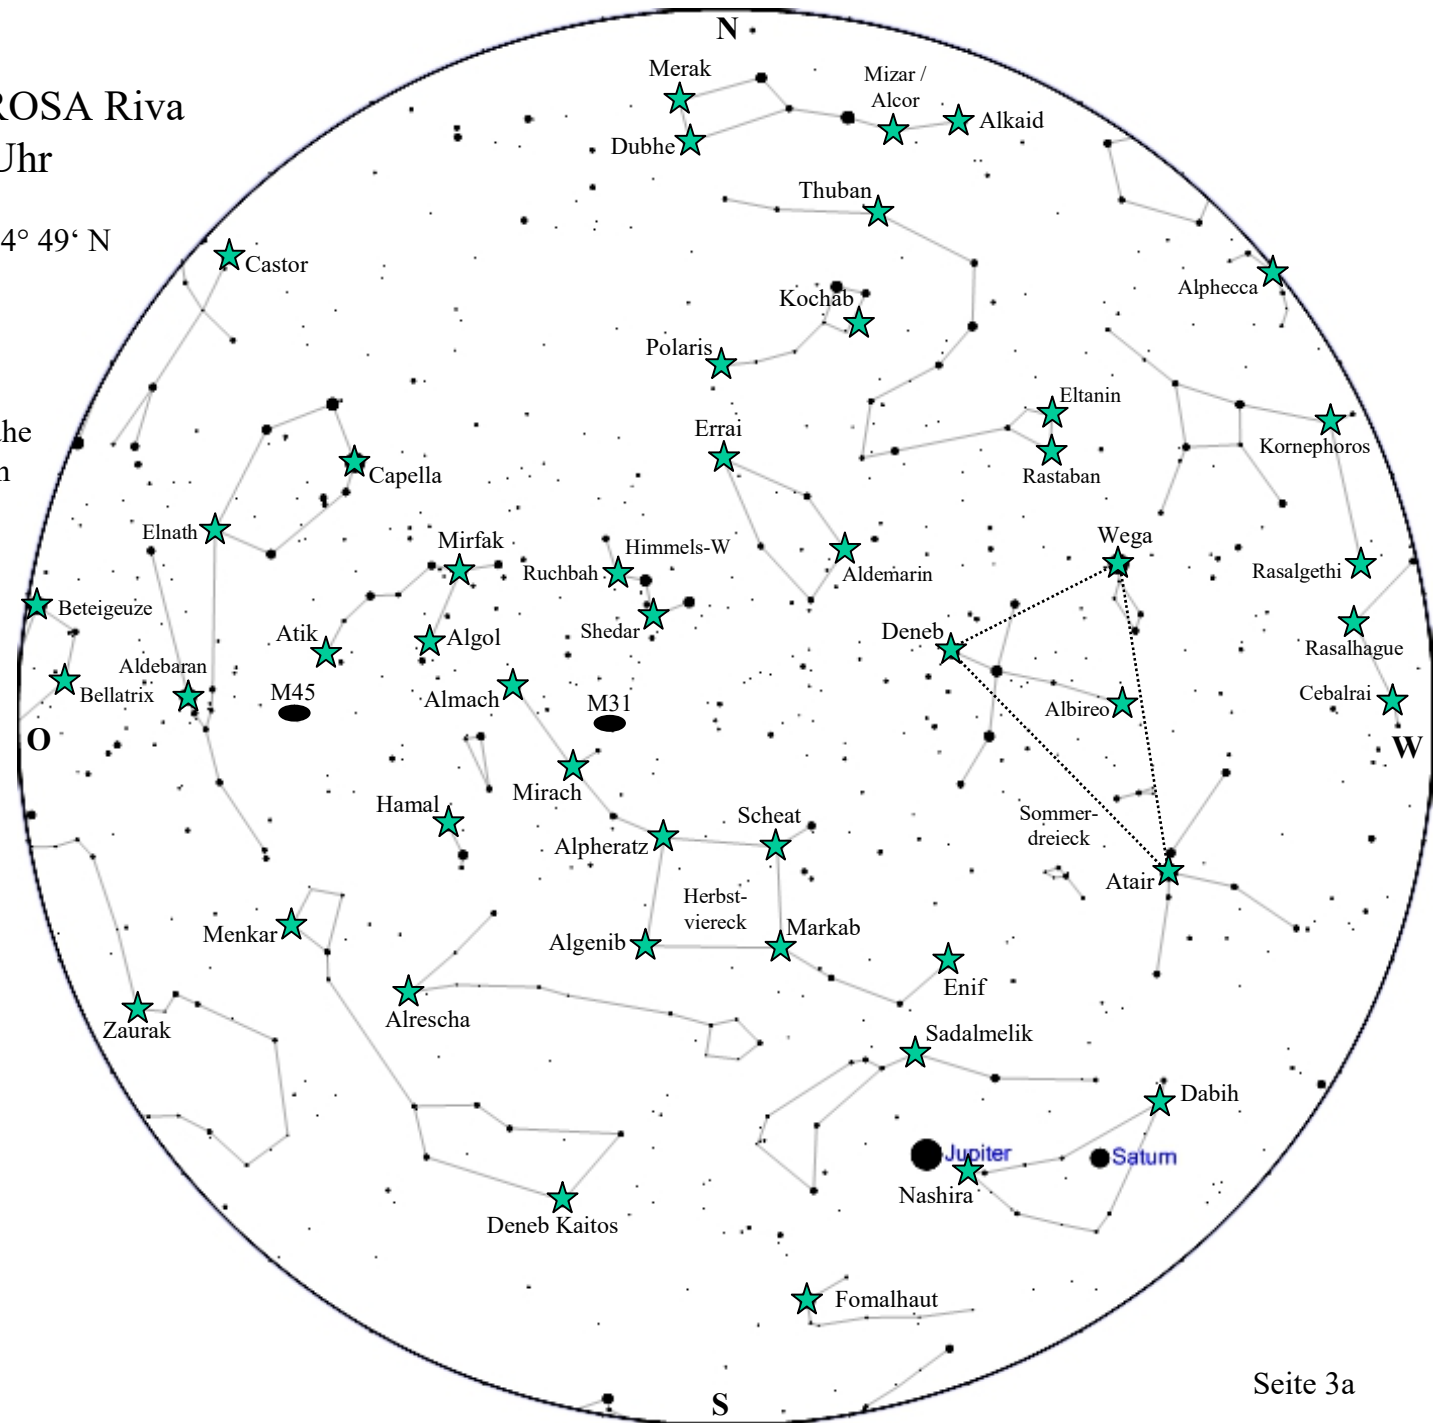 N
ROSA Riva
Uhr
4° 49‘ N
Merak
Mizar /
Alcor
Alkaid
Dubhe
Thuban
Castor
Alphecca
Kochab
Polaris
Eltanin
Errai
Kornephoros
Capella
Rastaban
Elnath
Mirfak
Himmels-W
Wega
Ruchbah
Aldemarin
Rasalgethi
Beteigeuze
Atik
Algol
Shedar
Deneb
Rasalhague
Aldebaran
Bellatrix
M45
Almach
M31
Albireo
Cebalrai
O
W
Mirach
Hamal
Scheat
Sommer-
dreieck
Alpheratz
Atair
Herbst-
viereck
Menkar
Algenib
Markab
Enif
Zaurak
Alrescha
Sadalmelik
Dabih
Jupiter
Saturn
Nashira
Deneb Kaitos
Fomalhaut
Seite 3a
S